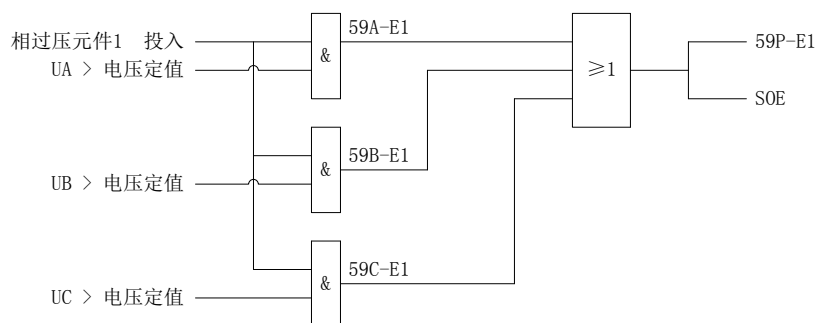 59A-E1
相过压元件1 投入
&
UA > 电压定值
≥1
59P-E1
SOE
59B-E1
&
UB > 电压定值
59C-E1
&
UC > 电压定值